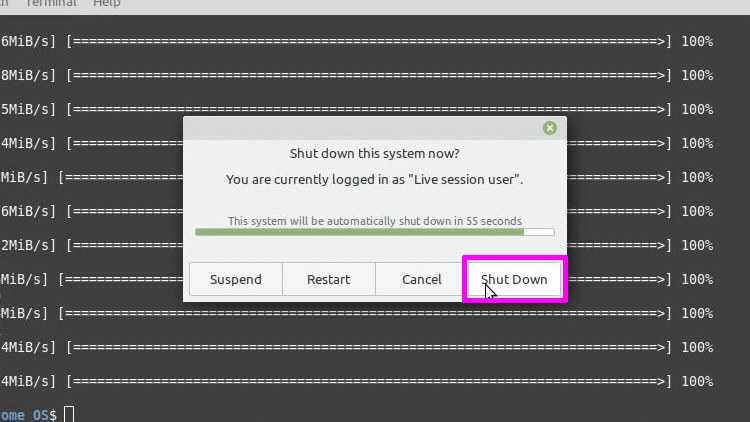 Terminal Help
6MiB/s] [========================================================================>] 100%
8MiB/s] [========================================================================>] 100%
5MiB/s] [========================================================================>] 100%
4MiB/s] [========================================================================>] 100%
MiB/s] [=========================================================================>] 100%
6MiB/s] [========================================================================>] 100%
2MiB/s] [========================================================================>] 100%
MiB/s] [=========================================================================>] 100%
MiB/s] [=========================================================================>] 100%
4MiB/s] [========================================================================>] 100%
4MiB/s] [========================================================================>] 100%
ome OS$
Shut down this system now?
You are currently logged in as "Live session user".
This system will be automatically shut down in 55 seconds
Suspend Restart Cancel Shut Down